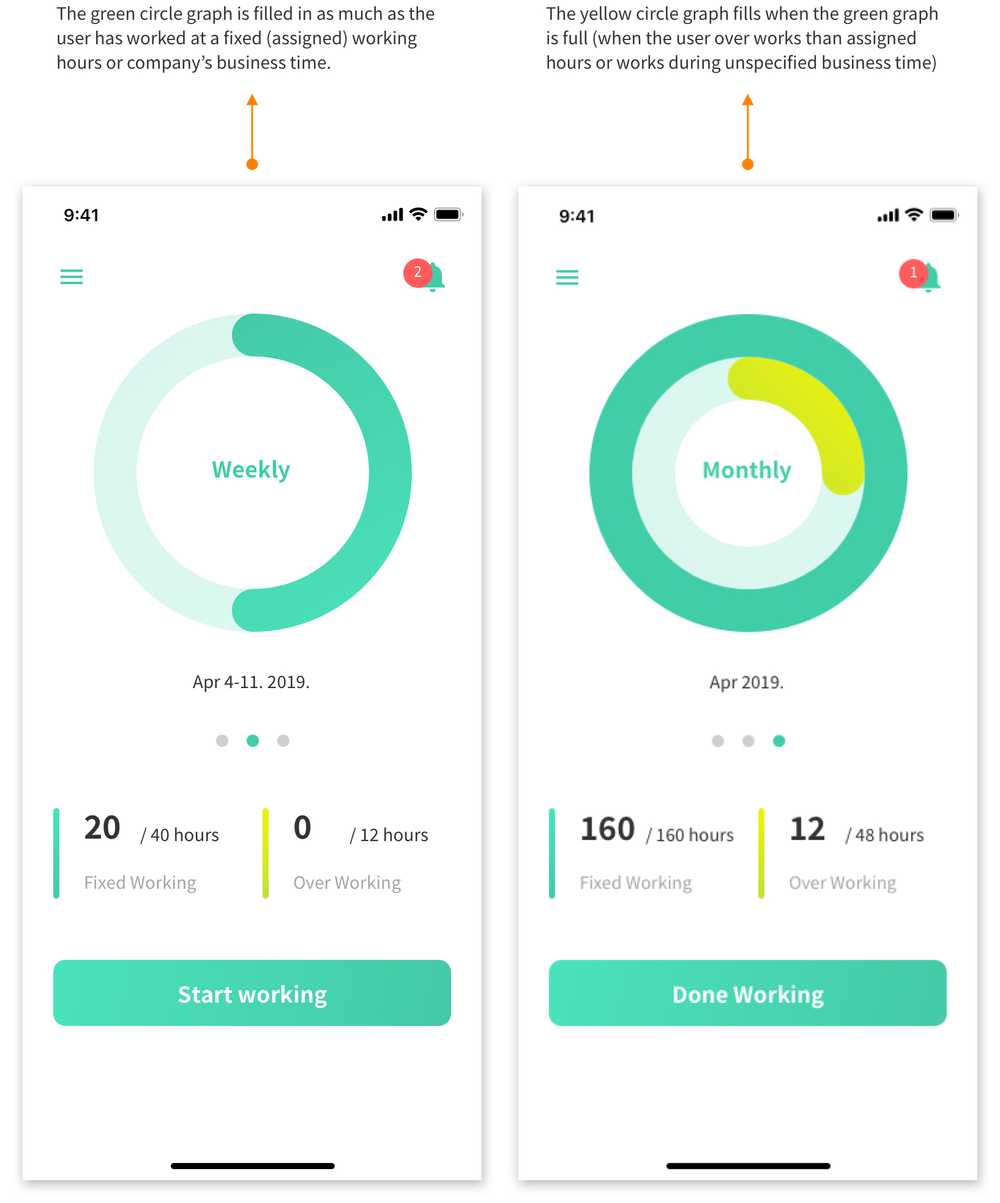 The green circle graph is filled in as much as the
user has worked at a fixed (assigned) working
hours or company's business time.
The yellow circle graph fills when the green graph
is full (when the user over works than assigned
hours or works during unspecified business time)
9:41
2
Weekly
Apr 4-11. 2019.
20 / 40 hours
Fixed Working
0 / 12 hours
Over Working
Start working
9:41
1
Monthly
Apr 2019.
160 / 160 hours
Fixed Working
12 / 48 hours
Over Working
Done Working